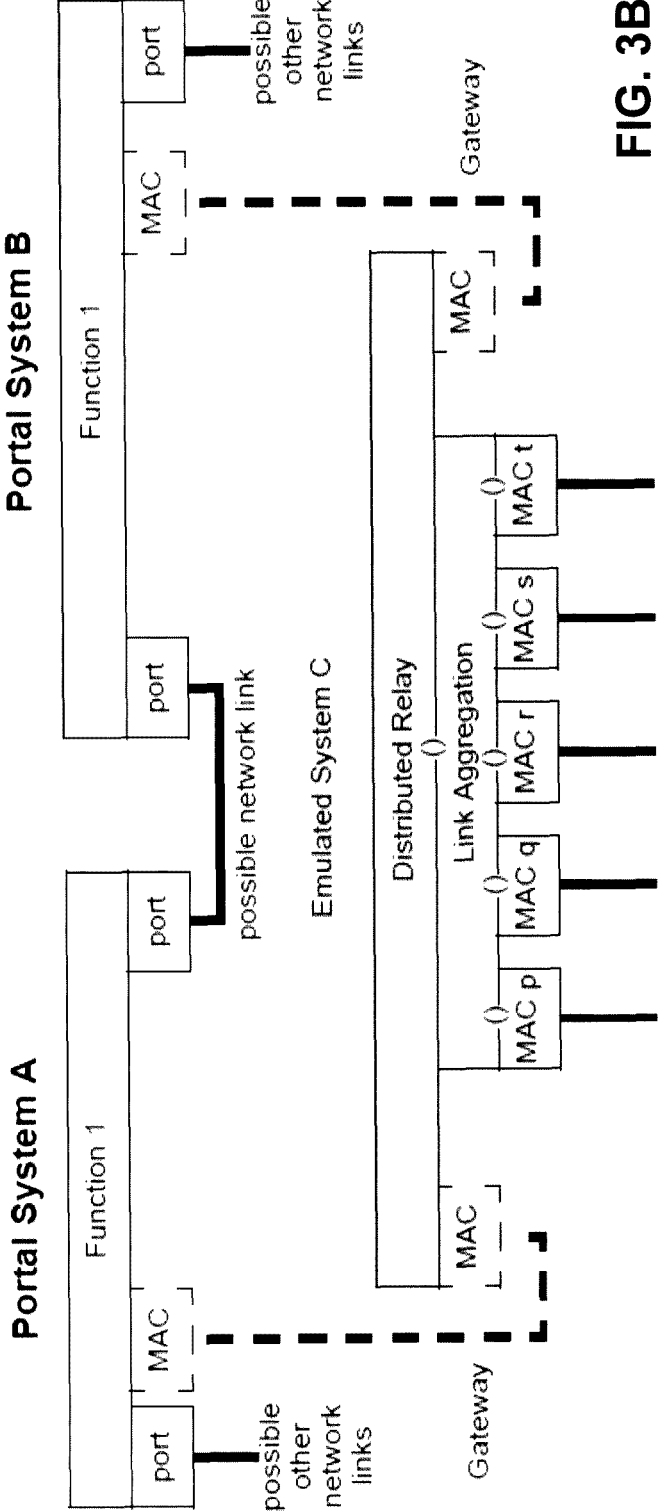 Portal System A
Portal System B
Function 1
Function 1
port
MAC
port
port
MAC
port
possible
other
network
links
possible network link
possible
other
network
links
Emulated System C
Gateway
Gateway
Distributed Relay
MAC
()
Link Aggregation
MAC
()
()
()
()
()
MAC p
MAC q
MAC r
MAC s
MAC t
FIG. 3B